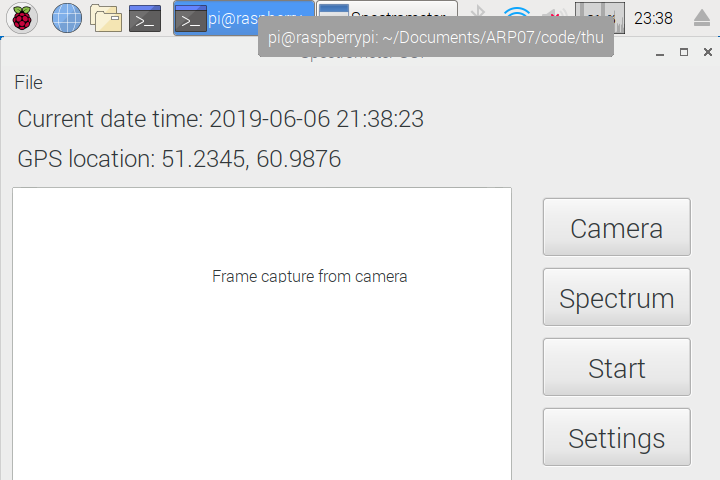 pi@raspberry
23:38
pi@raspberrypi: ~/Documents/ARP07/code/thu
File
Current date time: 2019-06-06 21:38:23
GPS location: 51.2345, 60.9876
Frame capture from camera
Camera
Spectrum
Start
Settings